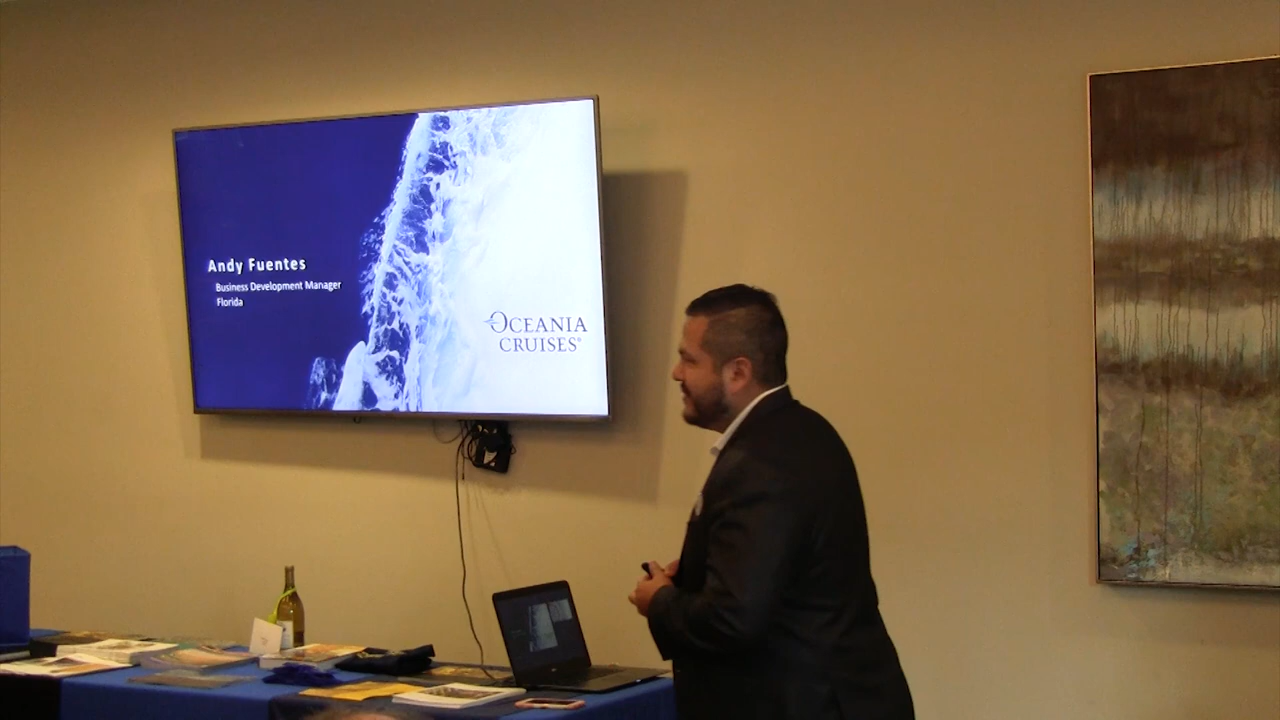 Andy Fuentes
Business Development Manager
Florida
OCEANIA
CRUISES®